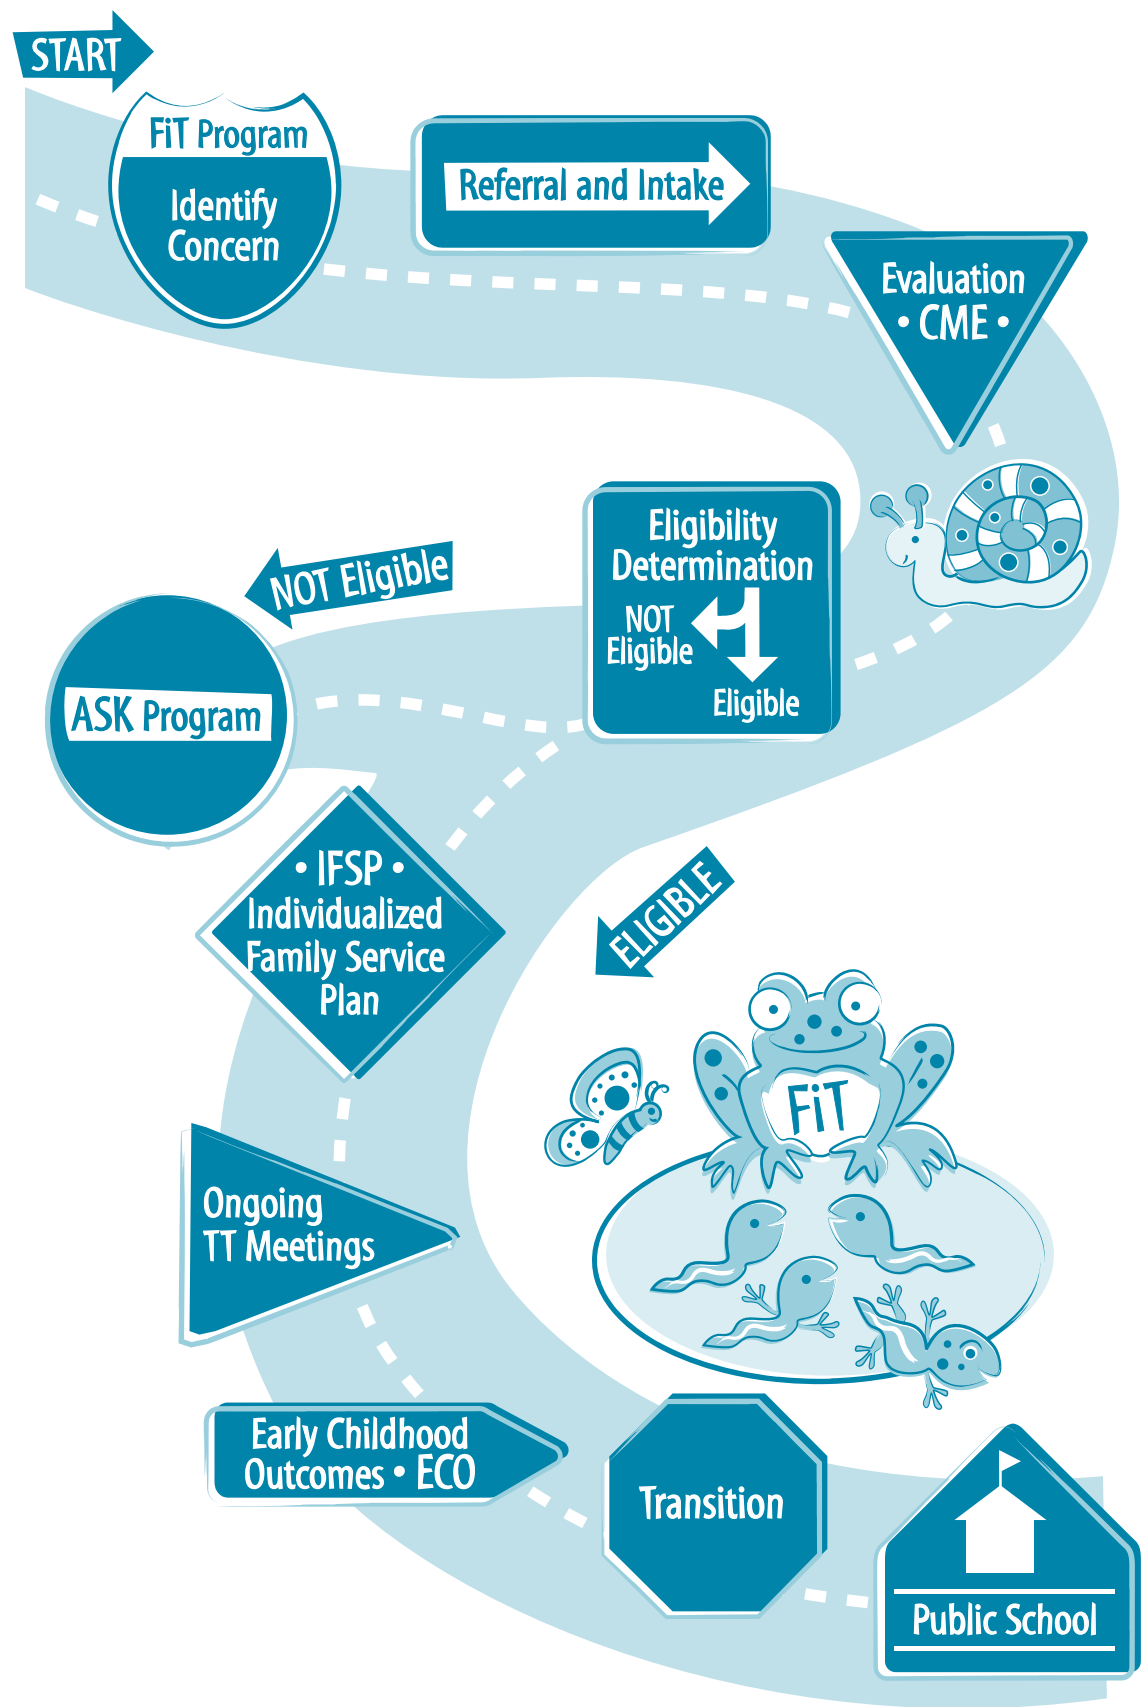 START
FiT Program
Identify
Concern
Referral and Intake
Evaluation
• CME •
Eligibility
Determination
NOT
Eligible
Eligible
NOT Eligible
ASK Program
• IFSP •
Individualized
Family Service
Plan
ELIGIBLE
FiT
Ongoing
TT Meetings
Early Childhood
Outcomes • ECO
Transition
Public School